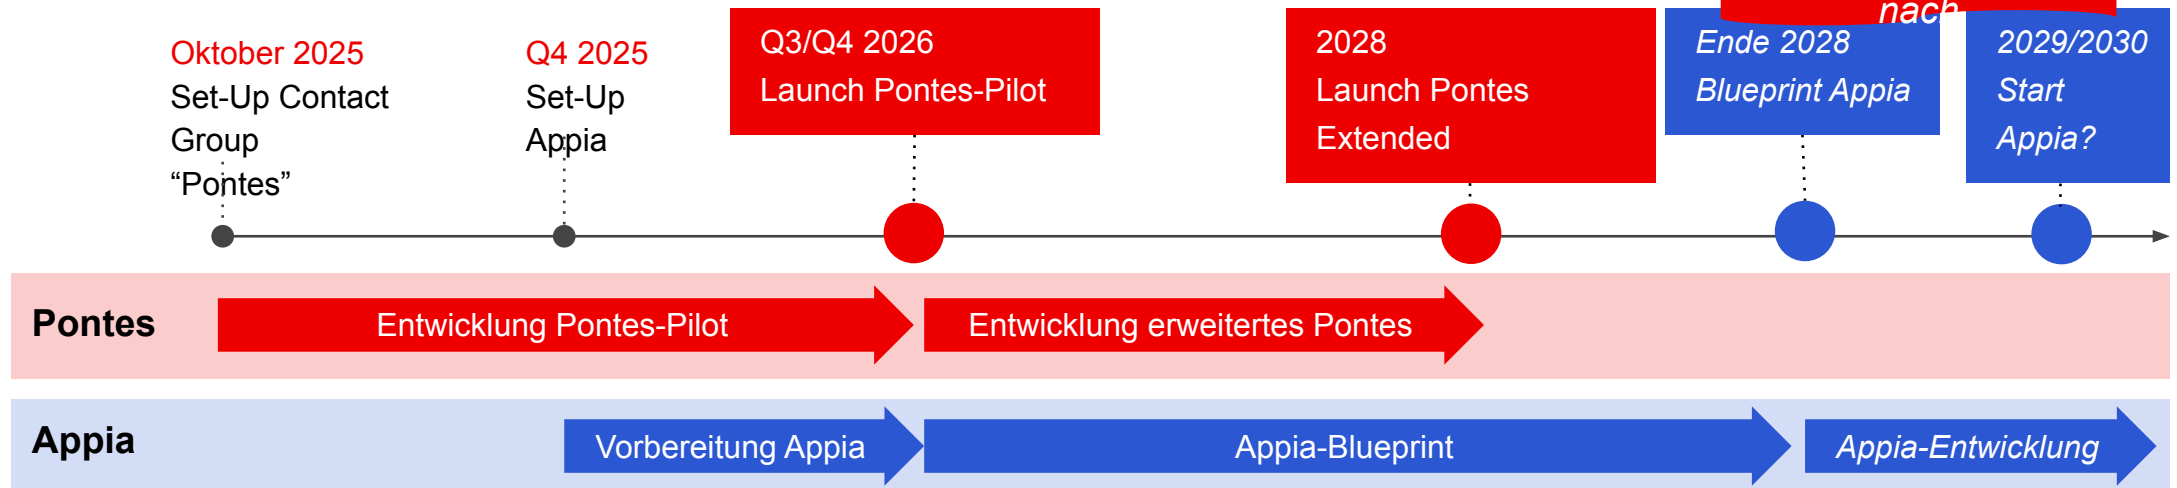 nach
Oktober 2025
Set-Up Contact
Group
“Pontes”
Q4 2025
Set-Up
Appia
Q3/Q4 2026
Launch Pontes-Pilot
2028
Launch Pontes
Extended
Ende 2028
Blueprint Appia
2029/2030
Start
Appia?
Pontes
Entwicklung Pontes-Pilot
Entwicklung erweitertes Pontes
Appia
Vorbereitung Appia
Appia-Blueprint
Appia-Entwicklung